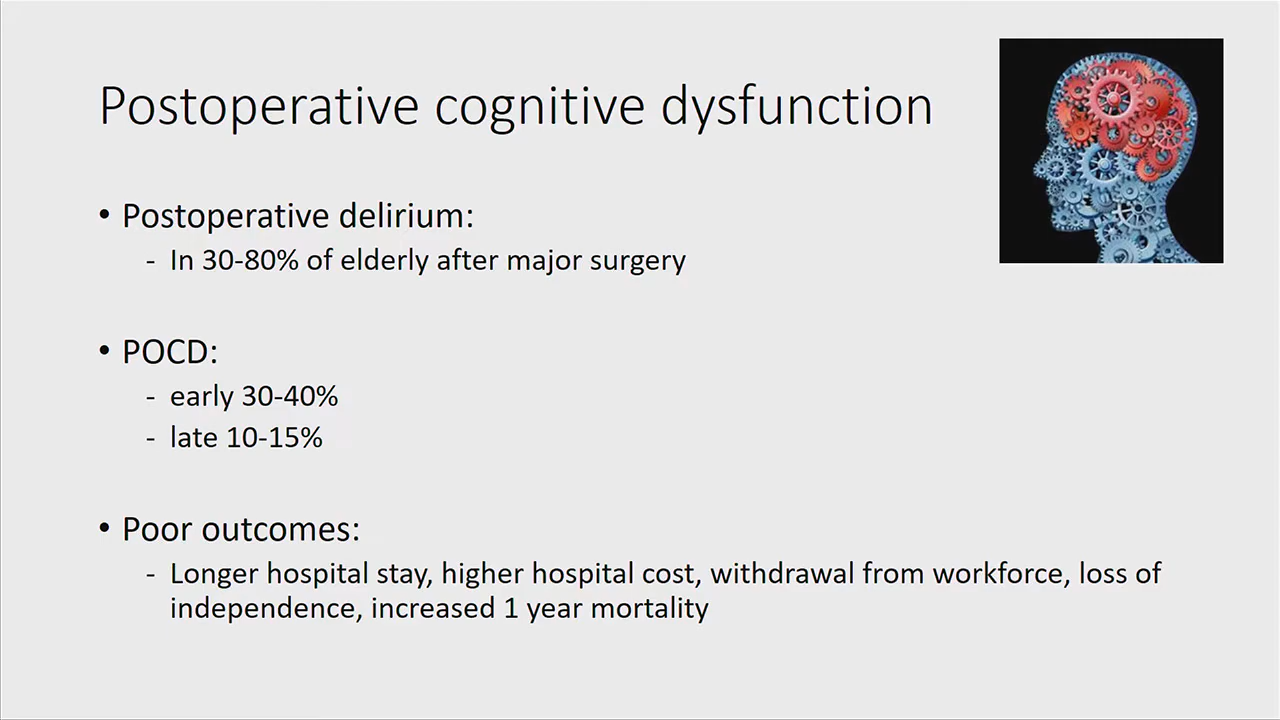 Postoperative cognitive dysfunction
• Postoperative delirium:
- In 30-80% of elderly after major surgery
• POCD:
- early 30-40%
- late 10-15%
• Poor outcomes:
- Longer hospital stay, higher hospital cost, withdrawal from workforce, loss of
independence, increased 1 year mortality